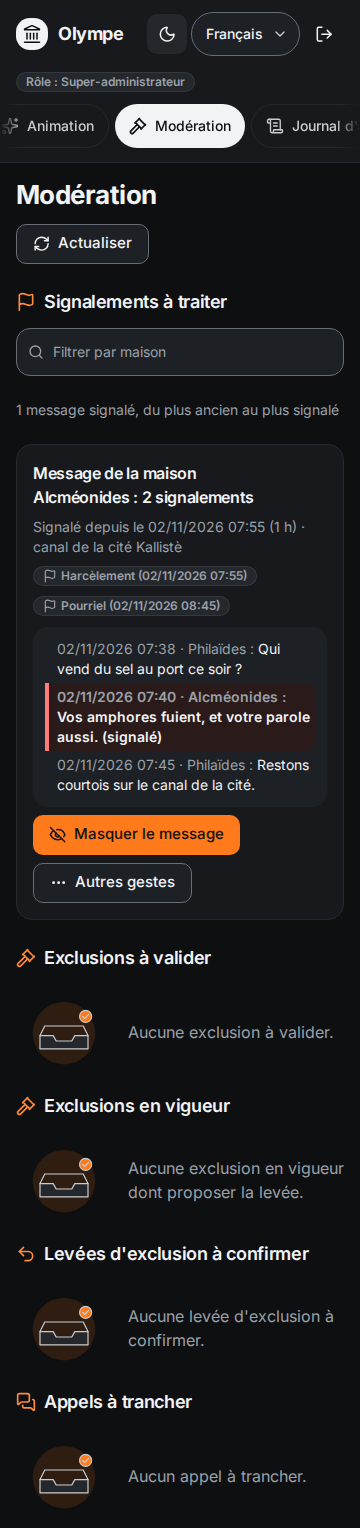 Olympe
Français
Rôle : Super-administrateur
Animation
Modération
Journal d'
Modération
Actualiser
Signalements à traiter
Filtrer par maison
1 message signalé, du plus ancien au plus signalé
Message de la maison
Alcméonides : 2 signalements
Signalé depuis le 02/11/2026 07:55 (1 h) ·
canal de la cité Kallistè
Harcèlement (02/11/2026 07:55)
Pourriel (02/11/2026 08:45)
02/11/2026 07:38 · Philaïdes : Qui
vend du sel au port ce soir ?
02/11/2026 07:40 · Alcméonides :
Vos amphores fuient, et votre parole
aussi. (signalé)
02/11/2026 07:45 · Philaïdes : Restons
courtois sur le canal de la cité.
Masquer le message
Autres gestes
Exclusions à valider
Aucune exclusion à valider.
Exclusions en vigueur
Aucune exclusion en vigueur
dont proposer la levée.
Levées d'exclusion à confirmer
Aucune levée d'exclusion à
confirmer.
Appels à trancher
Aucun appel à trancher.